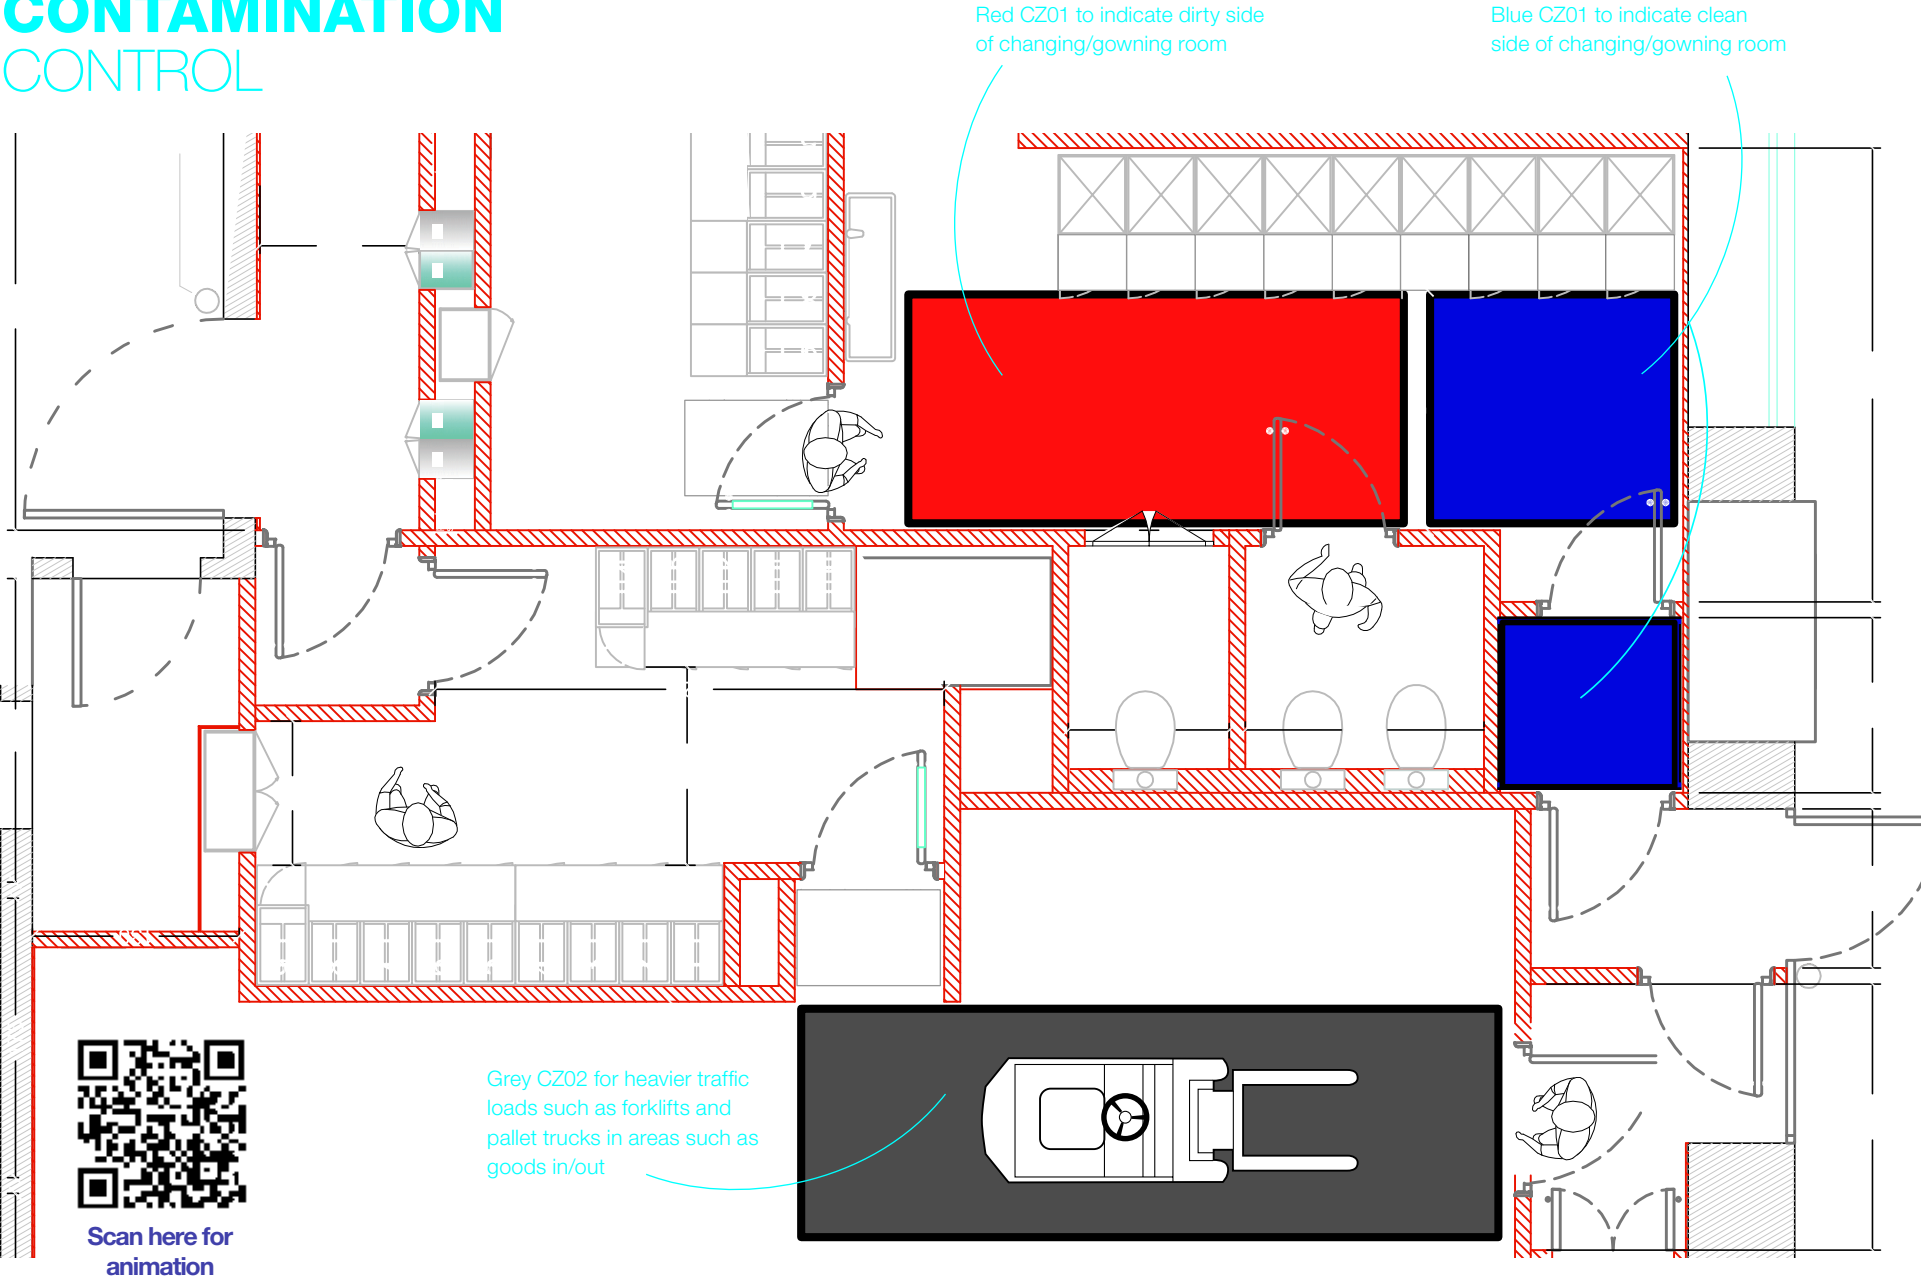 CONTAMINATION
CONTROL
Red CZ01 to indicate dirty side
of changing/gowning room
Blue CZ01 to indicate clean
side of changing/gowning room
Grey CZ02 for heavier traffic
loads such as forklifts and
pallet trucks in areas such as
goods in/out
Scan here for
animation